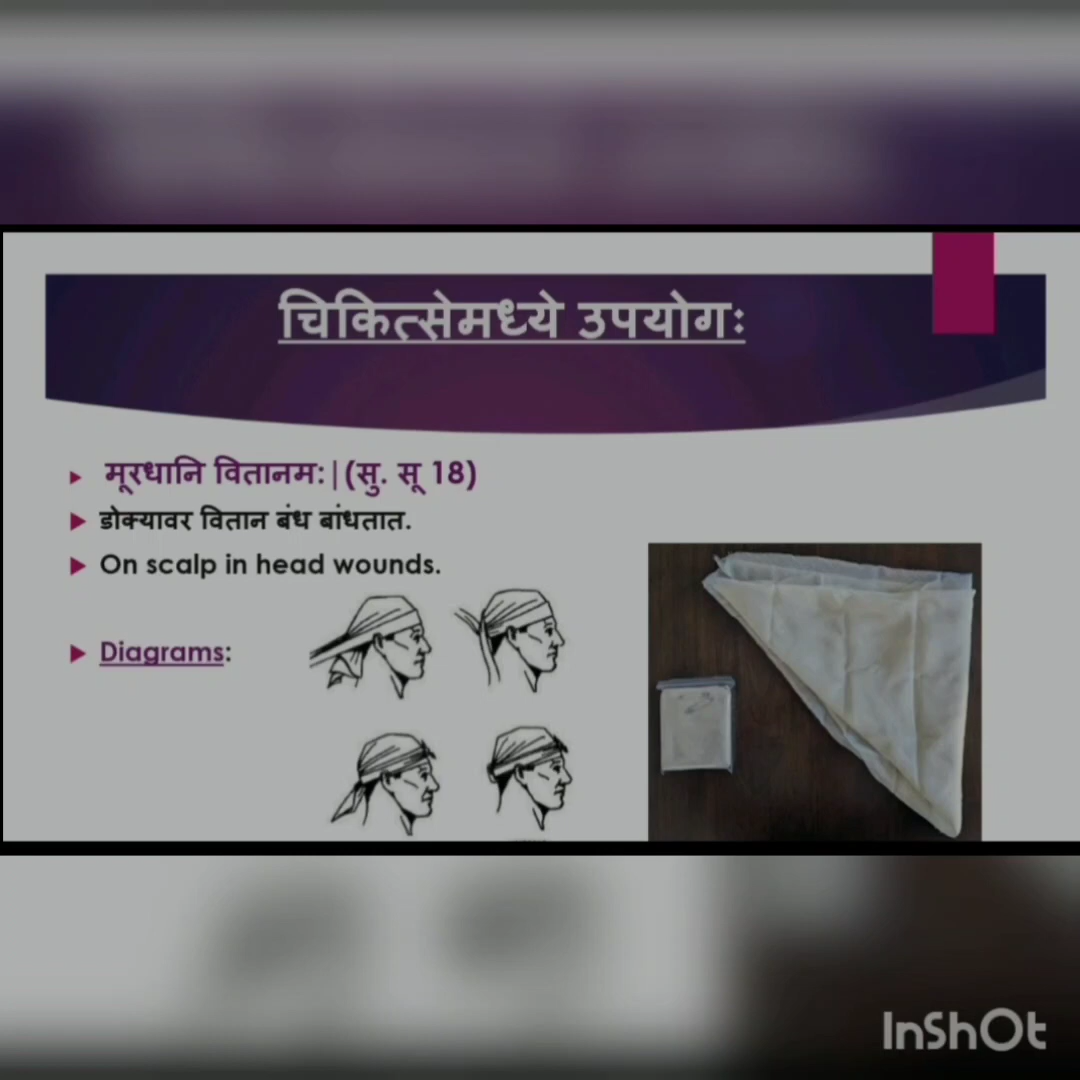 चिकित्सेमध्ये उपयोगः
मूरधानि वितानम:|(सु. सू 18)
डोक्यावर वितान बंध बांधतात.
On scalp in head wounds.
Diagrams:
InShOt